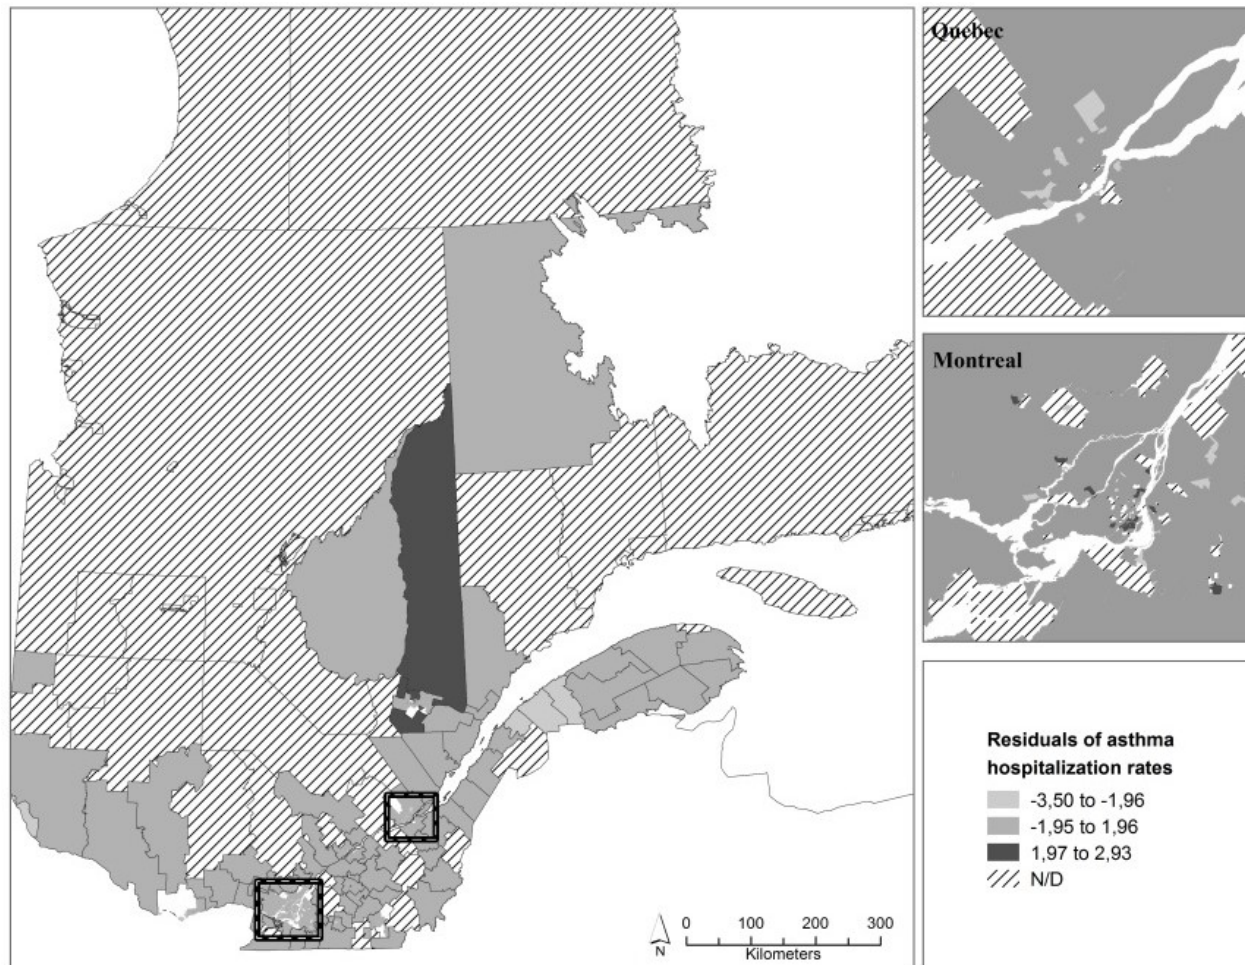 Quebec
Montreal
Residuals of asthma
hospitalization rates
-3,50 to -1,96
-1,95 to 1,96
1,97 to 2,93
N/D
N
0 100 200 300
Kilometers